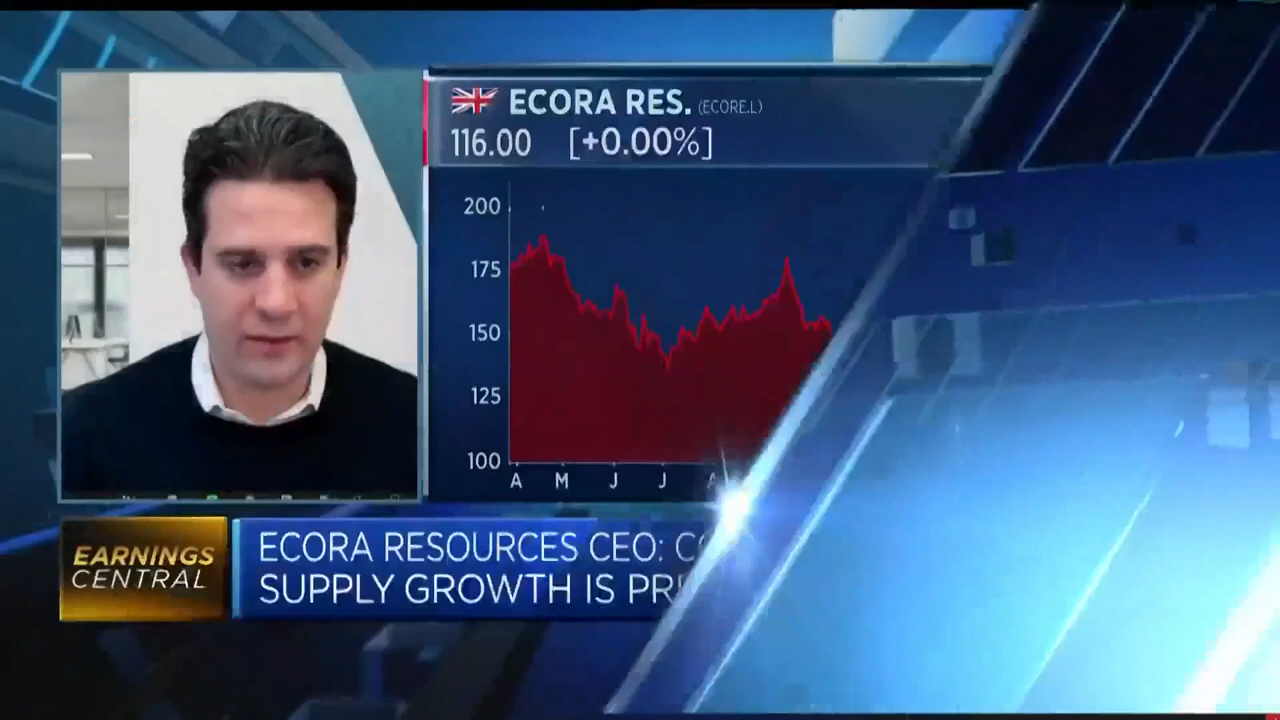 ECORA RES. (ECORE.L)
116.00 [+0.00%]
200
175
150
125
100
A M J J A
EARNINGS
CENTRAL
ECORA RESOURCES CEO:
SUPPLY GROWTH IS